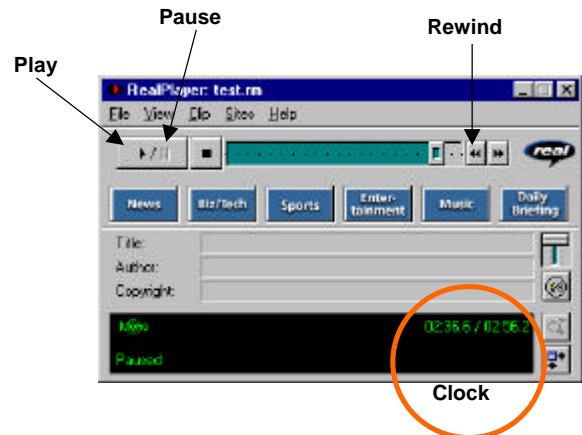 Pause
Rewind
Play
RealPlayer: test.rm
File View Clip Sites Help
real
News Biz/Tech Sports Enter-tainment Music Daily Briefing
Title:
Author:
Copyright:
02:36.6 / 02:56.2
Paused
Clock